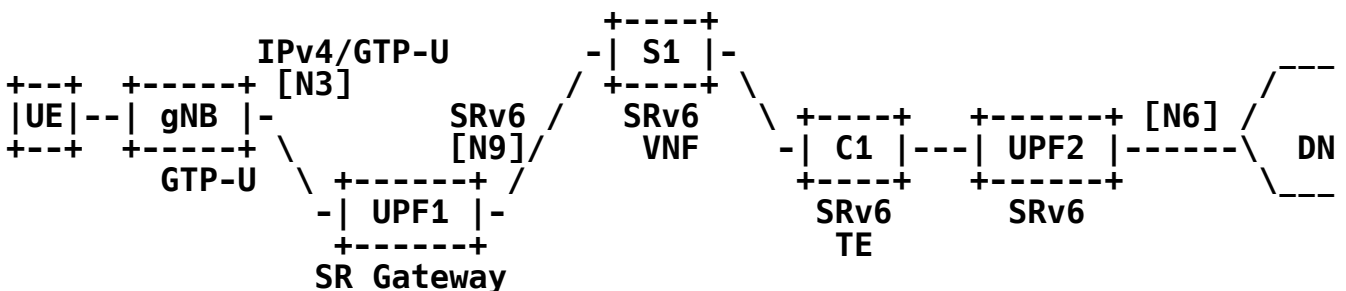 S1
IPv4/GTP-U
[N3]
UE
gNB
SRv6
SRv6
[N6]
[N9]
VNF
C1
UPF2
DN
GTP-U
UPF1
SRv6
SRv6
TE
SR Gateway